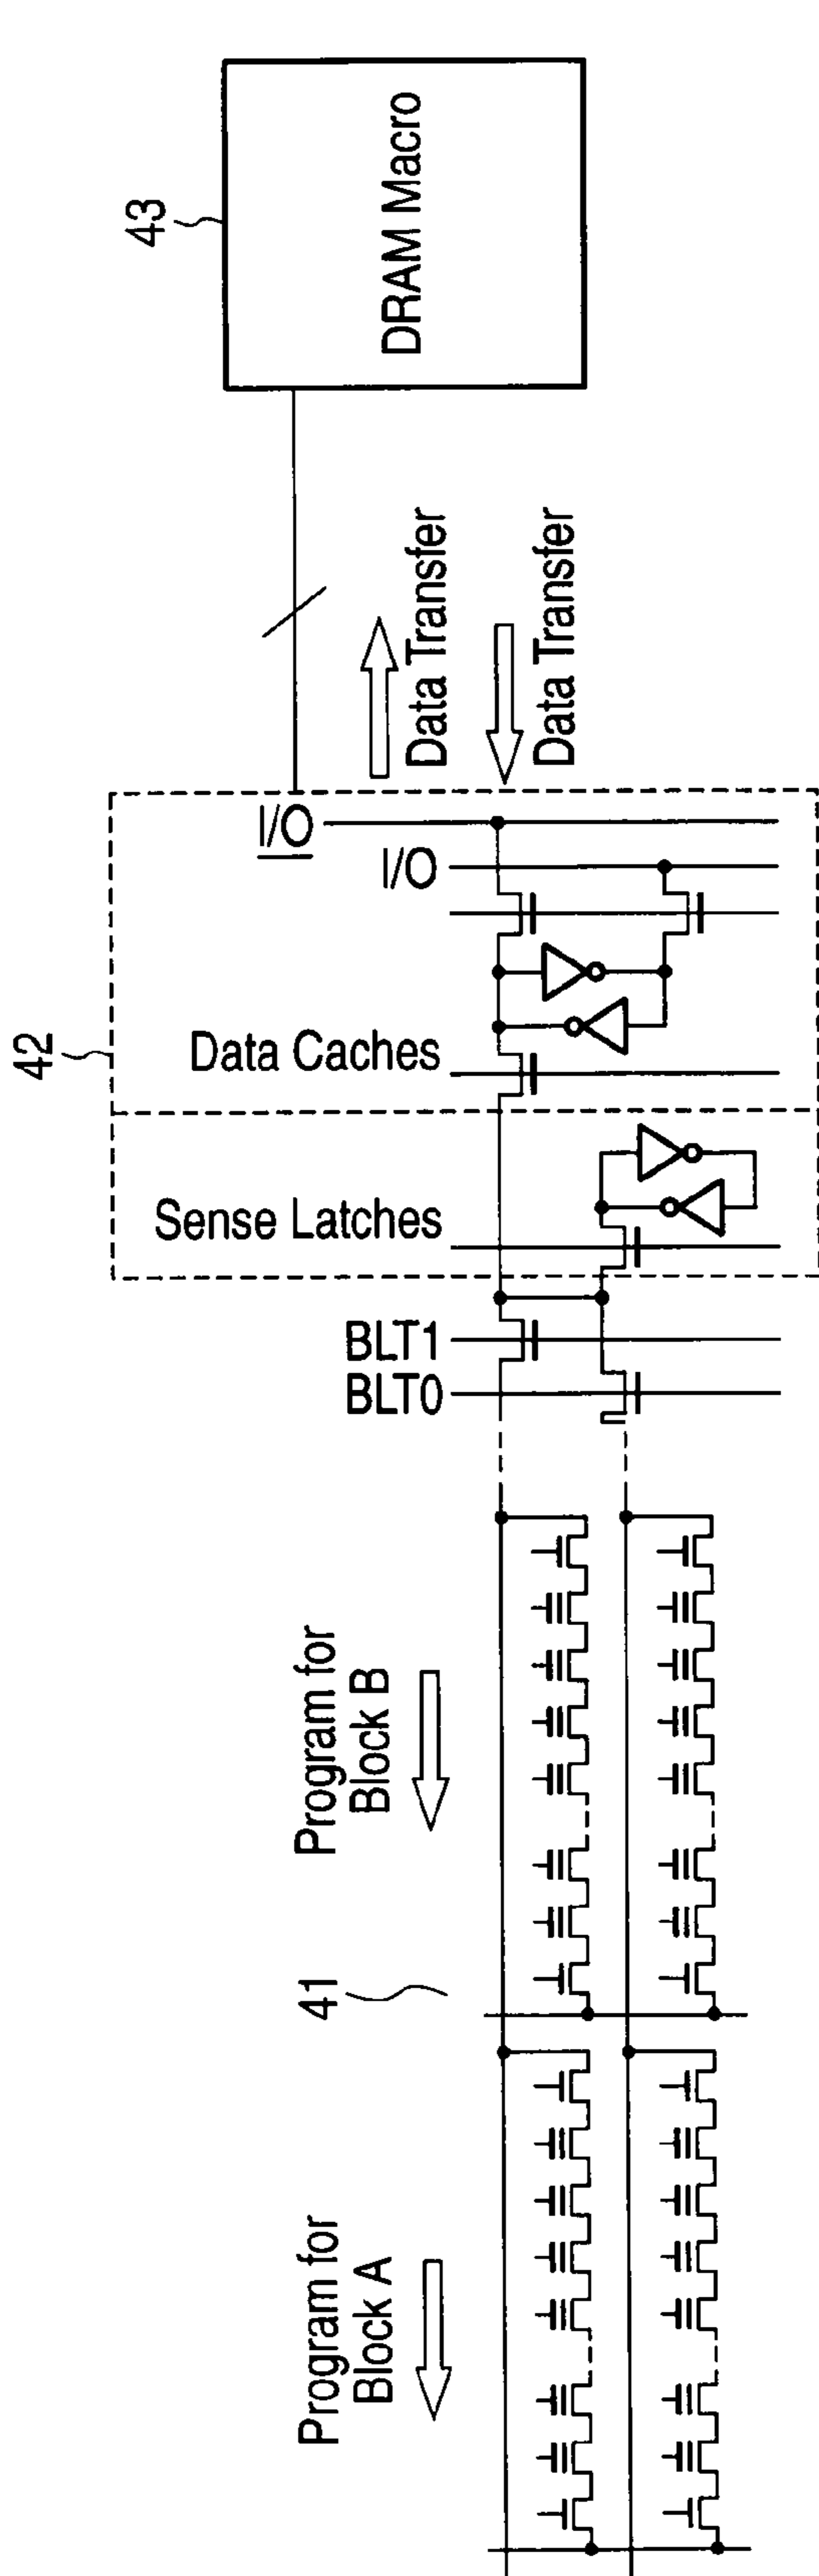 43
DRAM Macro
Data Transfer
Data Transfer
42
I/O
I/O
Data Caches
Sense Latches
BLT1
BLT0
Program for
Block B
41
Program for
Block A